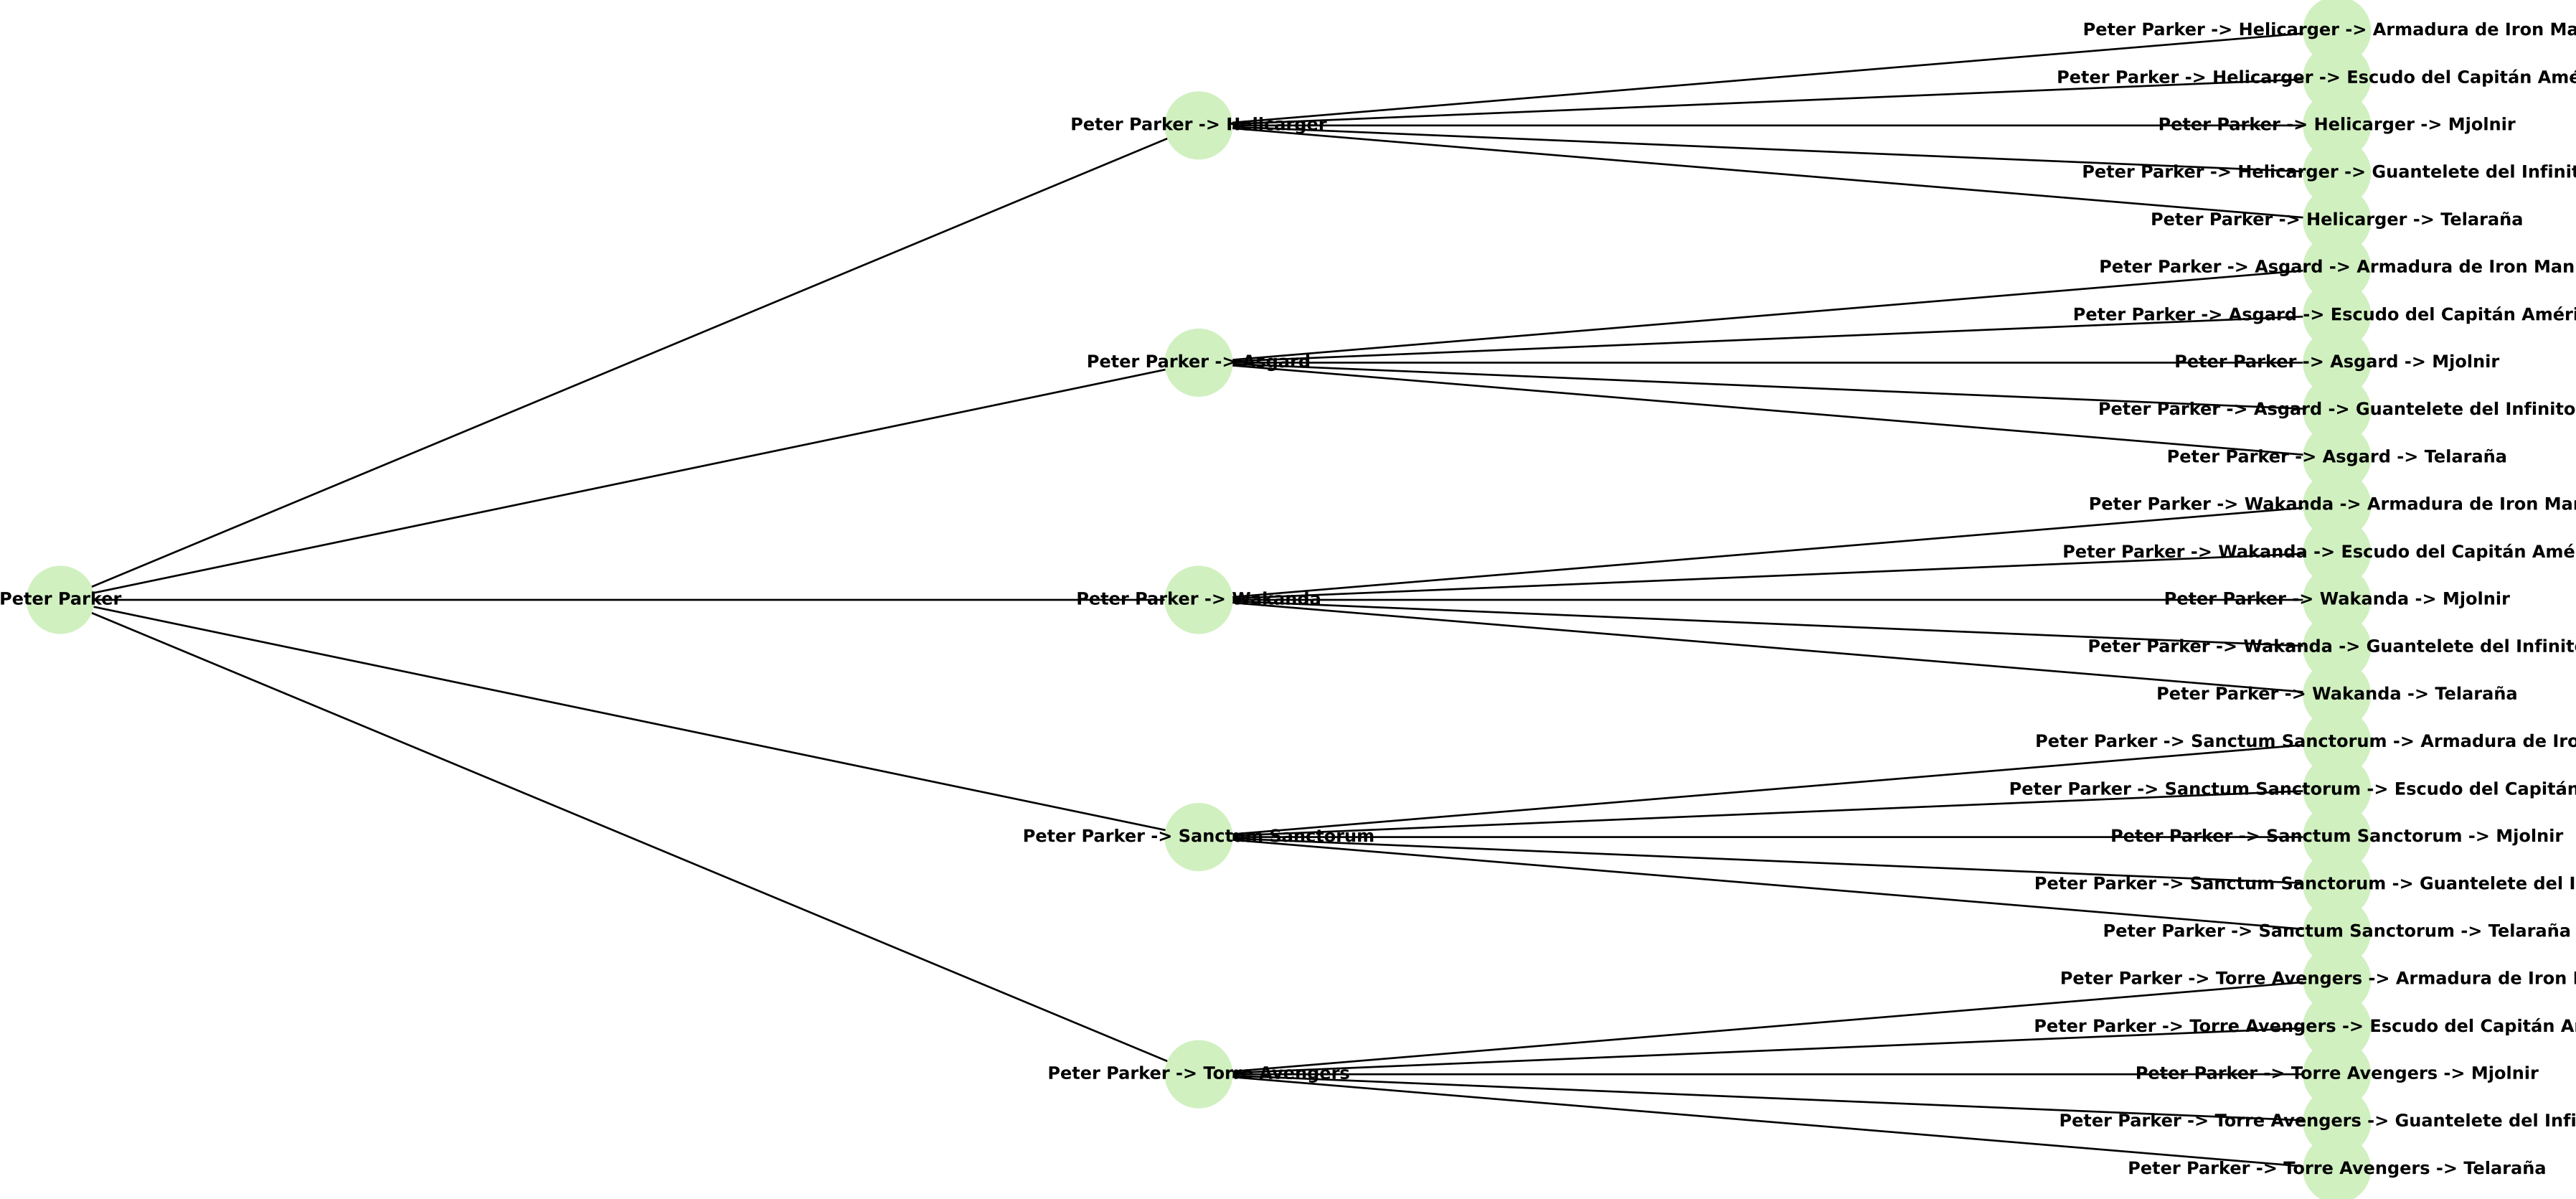 Peter Parker
Peter Parker -> Helicarger
Peter Parker -> Asgard
Peter Parker -> Wakanda
Peter Parker -> Sanctum Sanctorum
Peter Parker -> Torre Avengers
Peter Parker -> Helicarger -> Armadura de Iron Ma
Peter Parker -> Helicarger -> Escudo del Capitán Amé
Peter Parker -> Helicarger -> Mjolnir
Peter Parker -> Helicarger -> Guantelete del Infinit
Peter Parker -> Helicarger -> Telaraña
Peter Parker -> Asgard -> Armadura de Iron Man
Peter Parker -> Asgard -> Escudo del Capitán Améri
Peter Parker -> Asgard -> Mjolnir
Peter Parker -> Asgard -> Guantelete del Infinito
Peter Parker -> Asgard -> Telaraña
Peter Parker -> Wakanda -> Armadura de Iron Ma
Peter Parker -> Wakanda -> Escudo del Capitán Amé
Peter Parker -> Wakanda -> Mjolnir
Peter Parker -> Wakanda -> Guantelete del Infinit
Peter Parker -> Wakanda -> Telaraña
Peter Parker -> Sanctum Sanctorum -> Armadura de Iro
Peter Parker -> Sanctum Sanctorum -> Escudo del Capitán
Peter Parker -> Sanctum Sanctorum -> Mjolnir
Peter Parker -> Sanctum Sanctorum -> Guantelete del I
Peter Parker -> Sanctum Sanctorum -> Telaraña
Peter Parker -> Torre Avengers -> Armadura de Iron
Peter Parker -> Torre Avengers -> Escudo del Capitán A
Peter Parker -> Torre Avengers -> Mjolnir
Peter Parker -> Torre Avengers -> Guantelete del Infi
Peter Parker -> Torre Avengers -> Telaraña